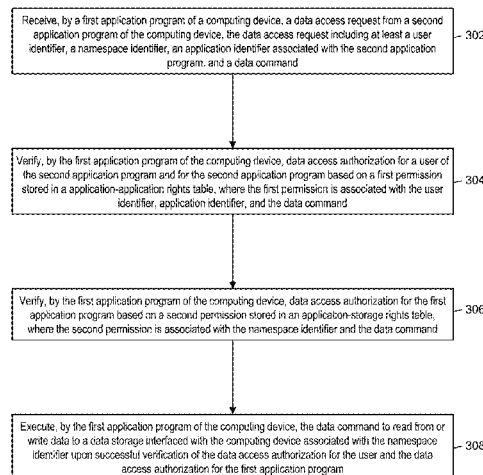 Receive, by a first application program of a computing device, a data access request from a second
application program of the computing device, the data access request including at least a user
identifier, a namespace identifier, an application identifier associated with the second application
program, and a data command
302
Verify, by the first application program of the computing device, data access authorization for a user of
the second application program and for the second application program based on a first permission
stored in a application-application rights table, where the first permission is associated with the user
identifier, application identifier, and the data command
304
Verify, by the first application program of the computing device, data access authorization for the first
application program based on a second permission stored in an application-storage rights table,
where the second permission is associated with the namespace identifier and the data command
306
Execute, by the first application program of the computing device, the data command to read from or
write data to a data storage interfaced with the computing device associated with the namespace
identifier upon successful verification of the data access authorization for the user and the data
access authorization for the first application program
308